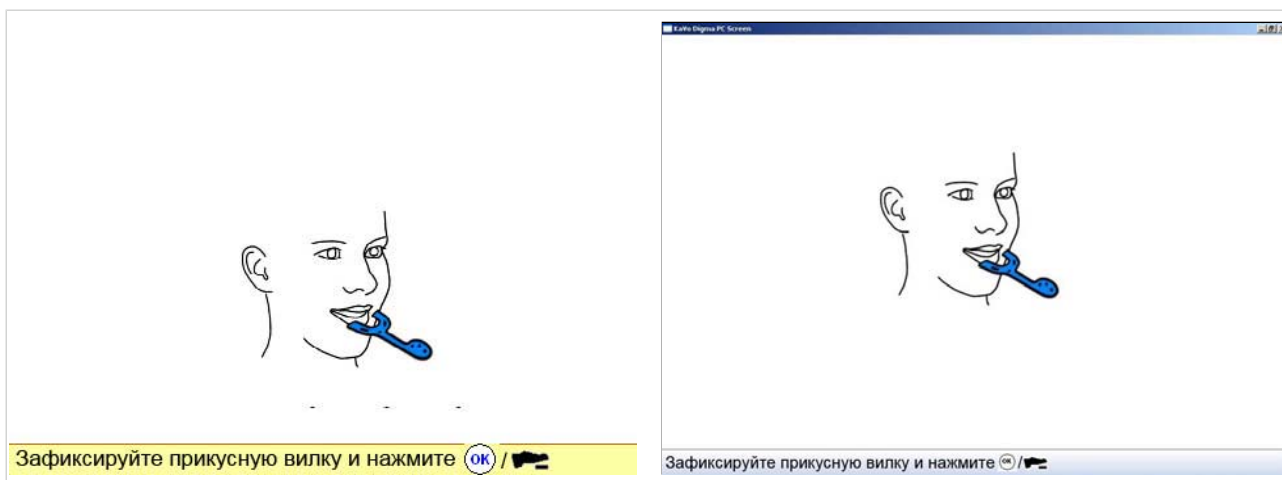 KaVo Digma PC Screen
Зафиксируйте прикусную вилку и нажмите OK /
Зафиксируйте прикусную вилку и нажмите OK /